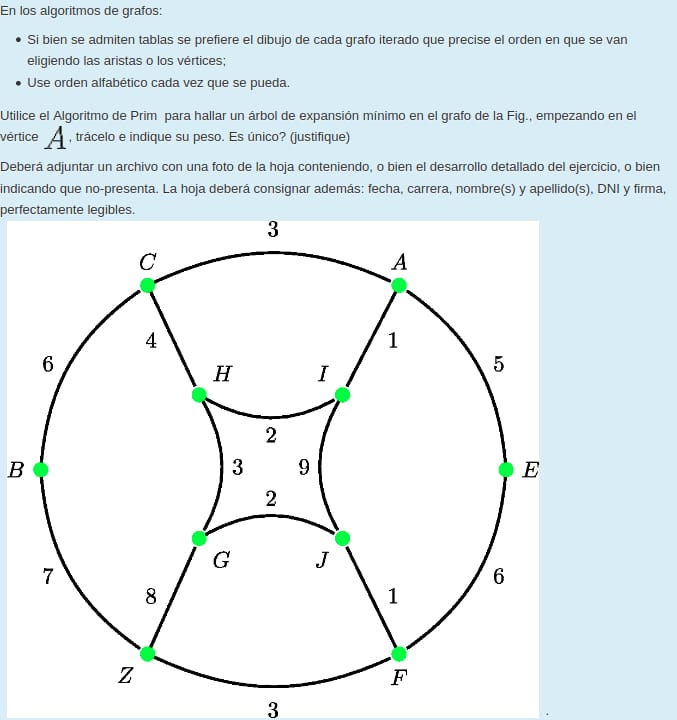 En los algoritmos de grafos:
• Si bien se admiten tablas se prefiere el dibujo de cada grafo iterado que precise el orden en que se van
eligiendo las aristas o los vértices;
• Use orden alfabético cada vez que se pueda.
Utilice el Algoritmo de Prim para hallar un árbol de expansión mínimo en el grafo de la Fig., empezando en el
vértice A, trácelo e indique su peso. Es único? (justifique)
Deberá adjuntar un archivo con una foto de la hoja conteniendo, o bien el desarrollo detallado del ejercicio, o bien
indicando que no-presenta. La hoja deberá consignar además: fecha, carrera, nombre(s) y apellido(s), DNI y firma,
perfectamente legibles.
3
C A
4 1
6 5
H I
2
B 3 9 E
2
G J
7 6
8 1
Z F
3
.